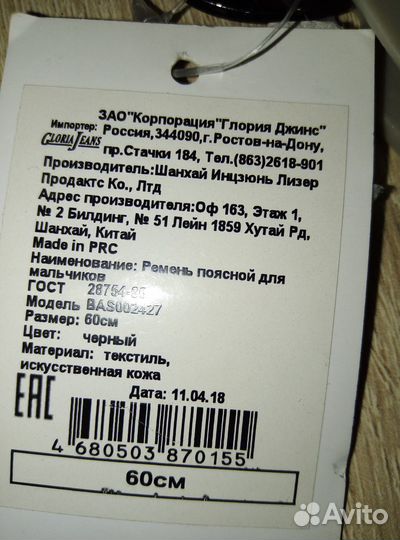 ЗАО"Корпорация"Глория Джинс"
Импортер: Россия,344090,г.Ростов-на-Дону,
GLORIA JEANS пр.Стачки 184, Тел.(863)2618-901
Производитель:Шанхай Инцзюнь Лизер
Продактс Ко., Лтд
Адрес производителя:Оф 163, Этаж 1,
№ 2 Билдинг, № 51 Лейн 1859 Хутай Рд,
Шанхай, Китай
Made in PRC
Наименование: Ремень поясной для
мальчиков
ГОСТ 28754-
Модель BAS002427
Размер: 60см
Цвет: черный
Материал: текстиль,
искусственная кожа
Дата: 11.04.18
EAC
4 680503 870155
60см
Avito